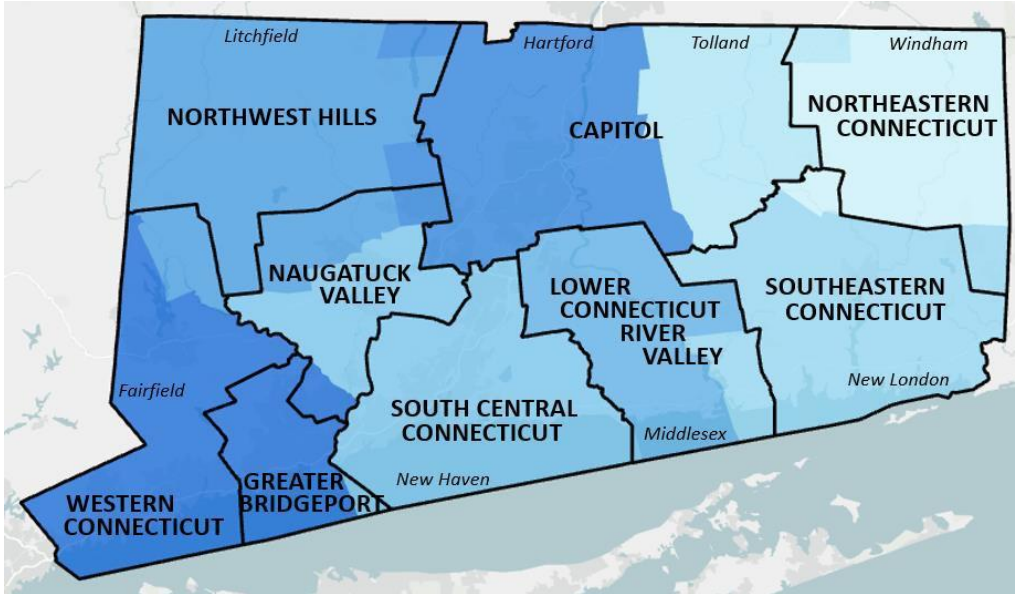 Litchfield
Hartford
Tolland
Windham
NORTHWEST HILLS
CAPITOL
NORTHEASTERN
CONNECTICUT
NAUGATUCK
VALLEY
LOWER
CONNECTICUT
RIVER
VALLEY
SOUTHEASTERN
CONNECTICUT
Fairfield
New London
SOUTH CENTRAL
CONNECTICUT
Middlesex
New Haven
GREATER
BRIDGEPORT
WESTERN
CONNECTICUT